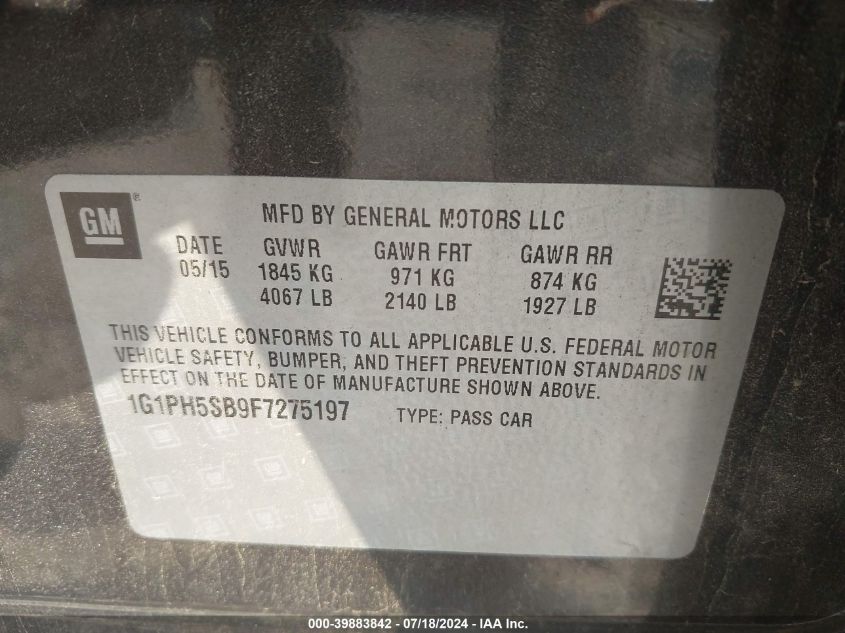 GM
MFD BY GENERAL MOTORS LLC
DATE GVWR GAWR FRT GAWR RR
05/15 1845 KG 971 KG 874 KG
4067 LB 2140 LB 1927 LB
THIS VEHICLE CONFORMS TO ALL APPLICABLE U.S. FEDERAL MOTOR
VEHICLE SAFETY, BUMPER, AND THEFT PREVENTION STANDARDS IN
EFFECT ON THE DATE OF MANUFACTURE SHOWN ABOVE.
1G1PH5SB9F7275197 TYPE: PASS CAR
000-39883842 - 07/18/2024 - IAA Inc.